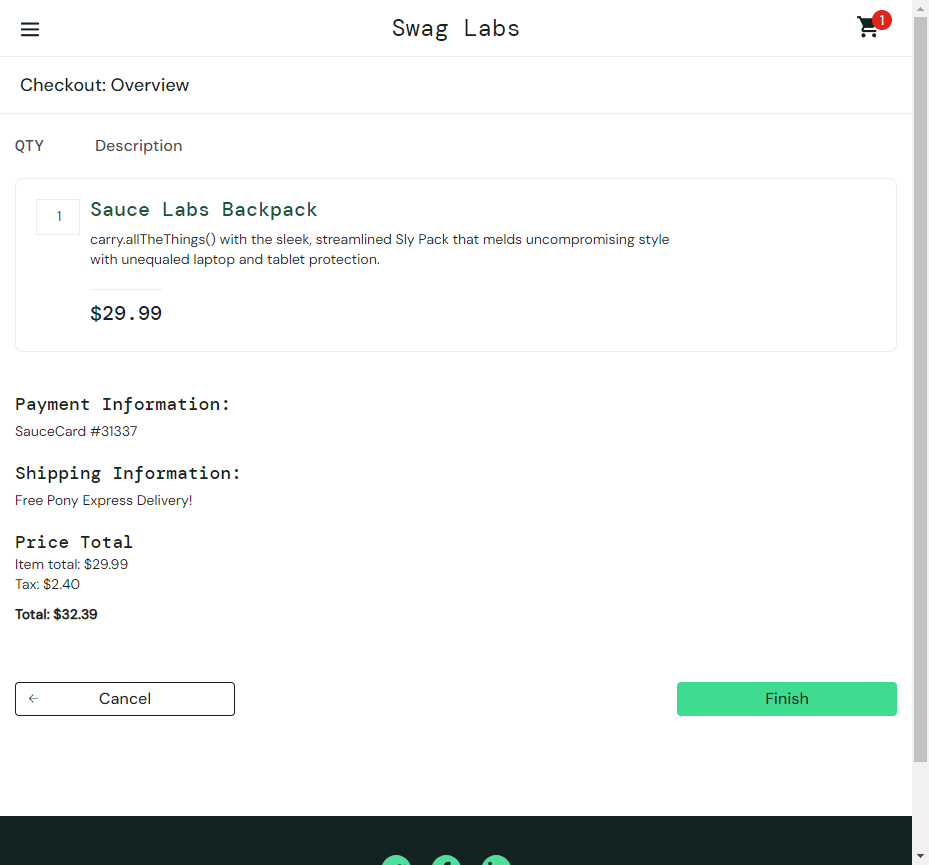 Swag Labs
1
Checkout: Overview
QTY Description
1
Sauce Labs Backpack
carry.allTheThings() with the sleek, streamlined Sly Pack that melds uncompromising style
with unequaled laptop and tablet protection.
$29.99
Payment Information:
SauceCard #31337
Shipping Information:
Free Pony Express Delivery!
Price Total
Item total: $29.99
Tax: $2.40
Total: $32.39
Cancel
Finish